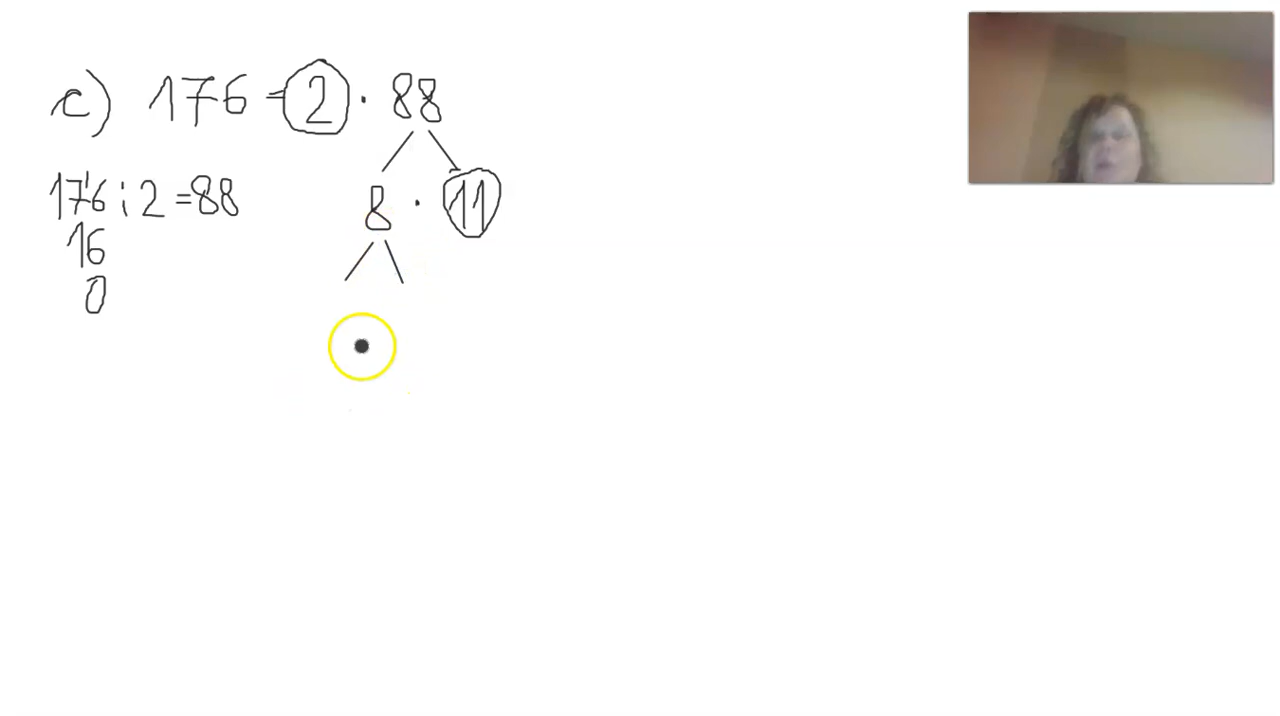 c) 176 = 2 · 88
8 · 11
176 : 2 = 88
16
0